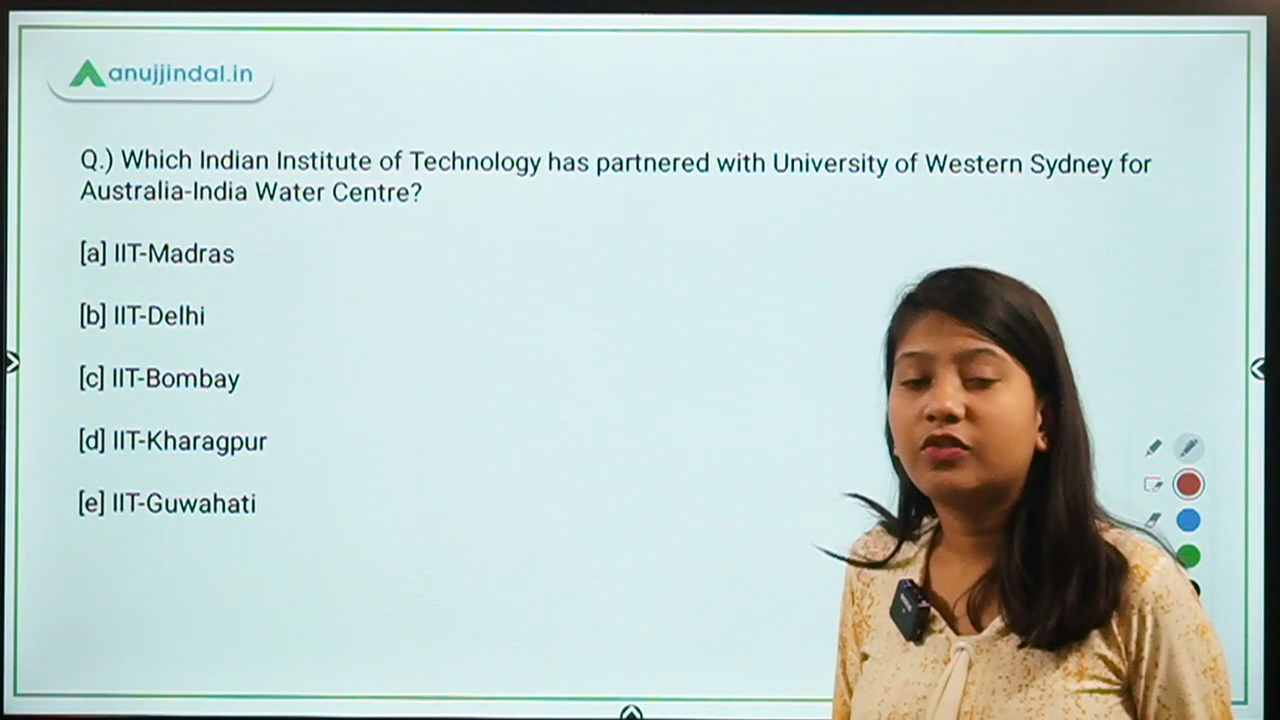 anujjindal.in
Q.) Which Indian Institute of Technology has partnered with University of Western Sydney for
Australia-India Water Centre?
[a] IIT-Madras
[b] IIT-Delhi
[c] IIT-Bombay
[d] IIT-Kharagpur
[e] IIT-Guwahati